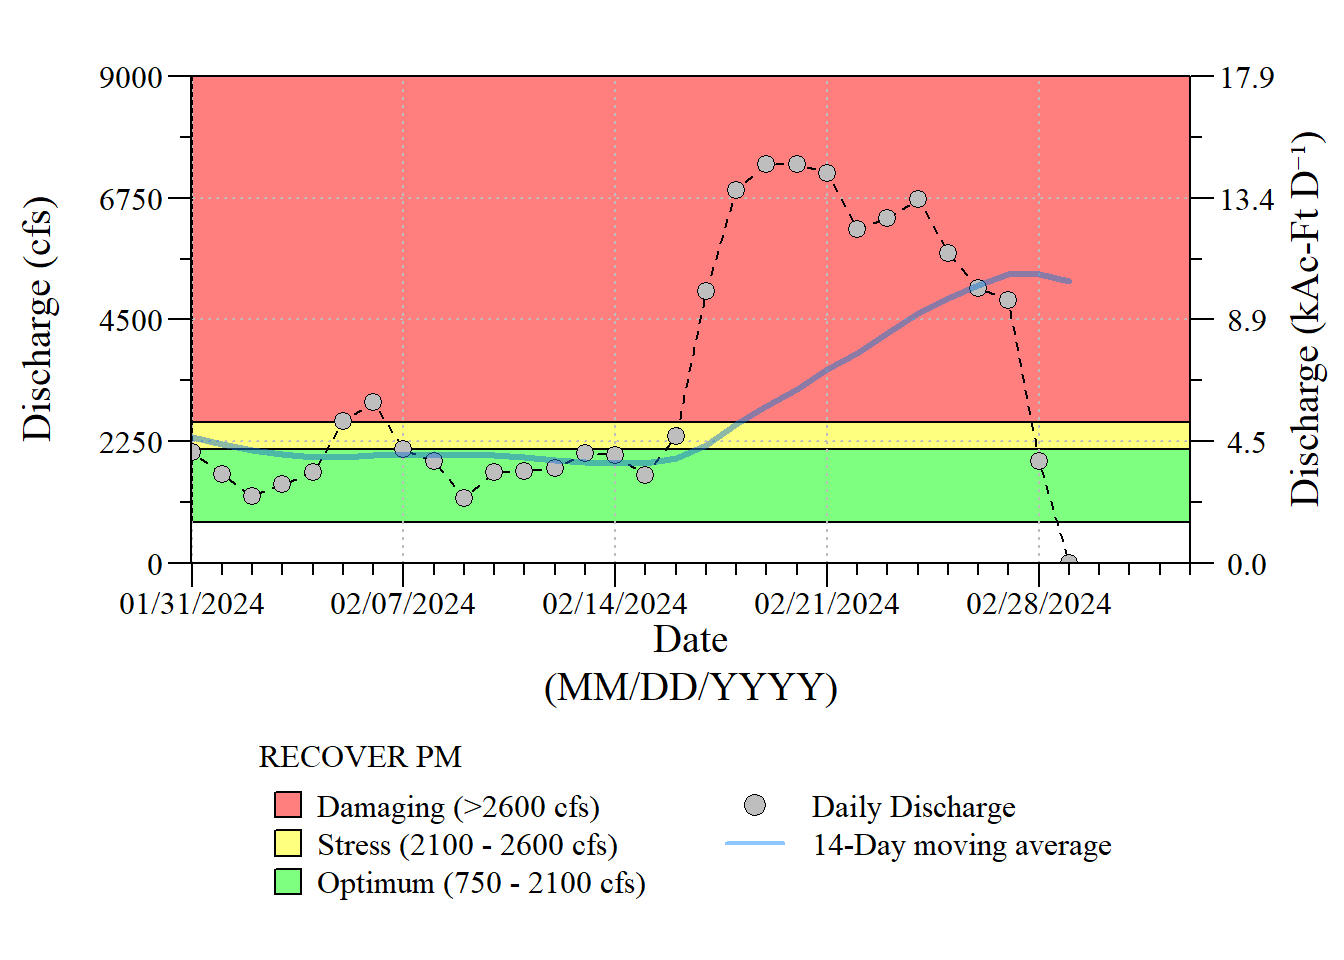 9000
6750
4500
2250
0
Discharge (cfs)
17.9
13.4
8.9
4.5
0.0
Discharge (kAc-Ft D⁻¹)
01/31/2024 02/07/2024 02/14/2024 02/21/2024 02/28/2024
Date
(MM/DD/YYYY)
RECOVER PM
Damaging (>2600 cfs)
Stress (2100 - 2600 cfs)
Optimum (750 - 2100 cfs)
Daily Discharge
14-Day moving average